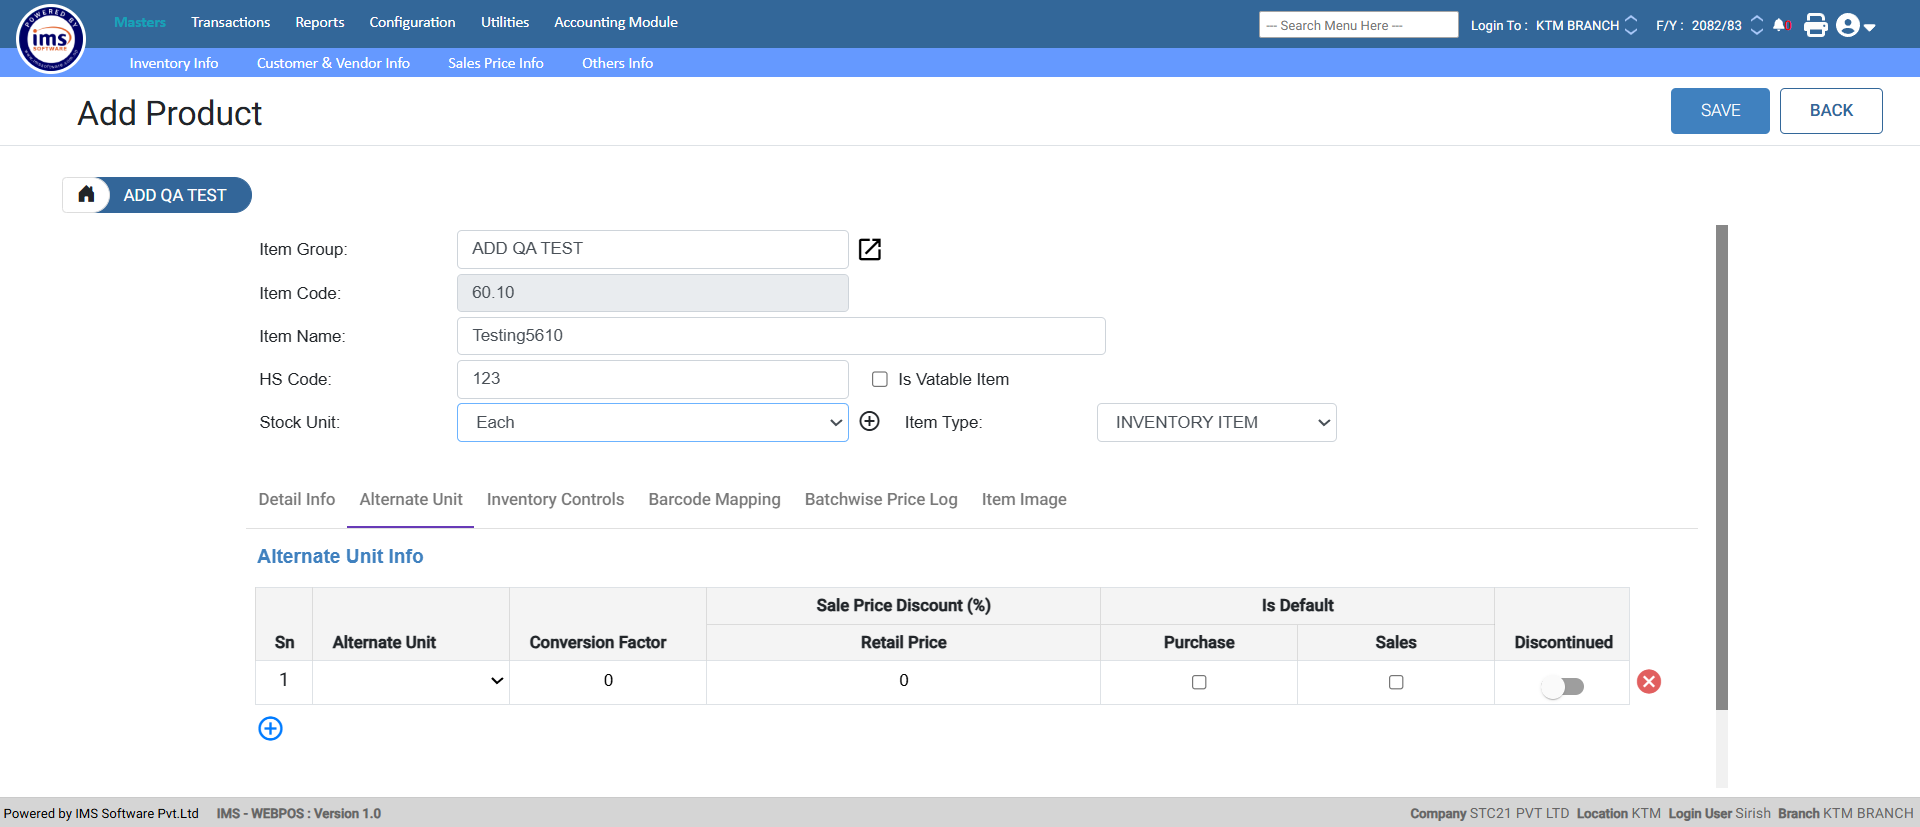 POWERED BY
ims
SOFTWARE
Masters Transactions Reports Configuration Utilities Accounting Module
--- Search Menu Here --- Login To : KTM BRANCH F/Y : 2082/83 0
Inventory Info Customer & Vendor Info Sales Price Info Others Info
Add Product
SAVE BACK
ADD QA TEST
Item Group: ADD QA TEST
Item Code: 60.10
Item Name: Testing5610
HS Code: 123 Is Vatable Item
Stock Unit: Each Item Type: INVENTORY ITEM
Detail Info Alternate Unit Inventory Controls Barcode Mapping Batchwise Price Log Item Image
Alternate Unit Info
Sale Price Discount (%) Is Default
Sn Alternate Unit Conversion Factor Retail Price Purchase Sales Discontinued
1 0 0
Powered by IMS Software Pvt.Ltd IMS - WEBPOS : Version 1.0 Company STC21 PVT LTD Location KTM Login User Sirish Branch KTM BRANCH